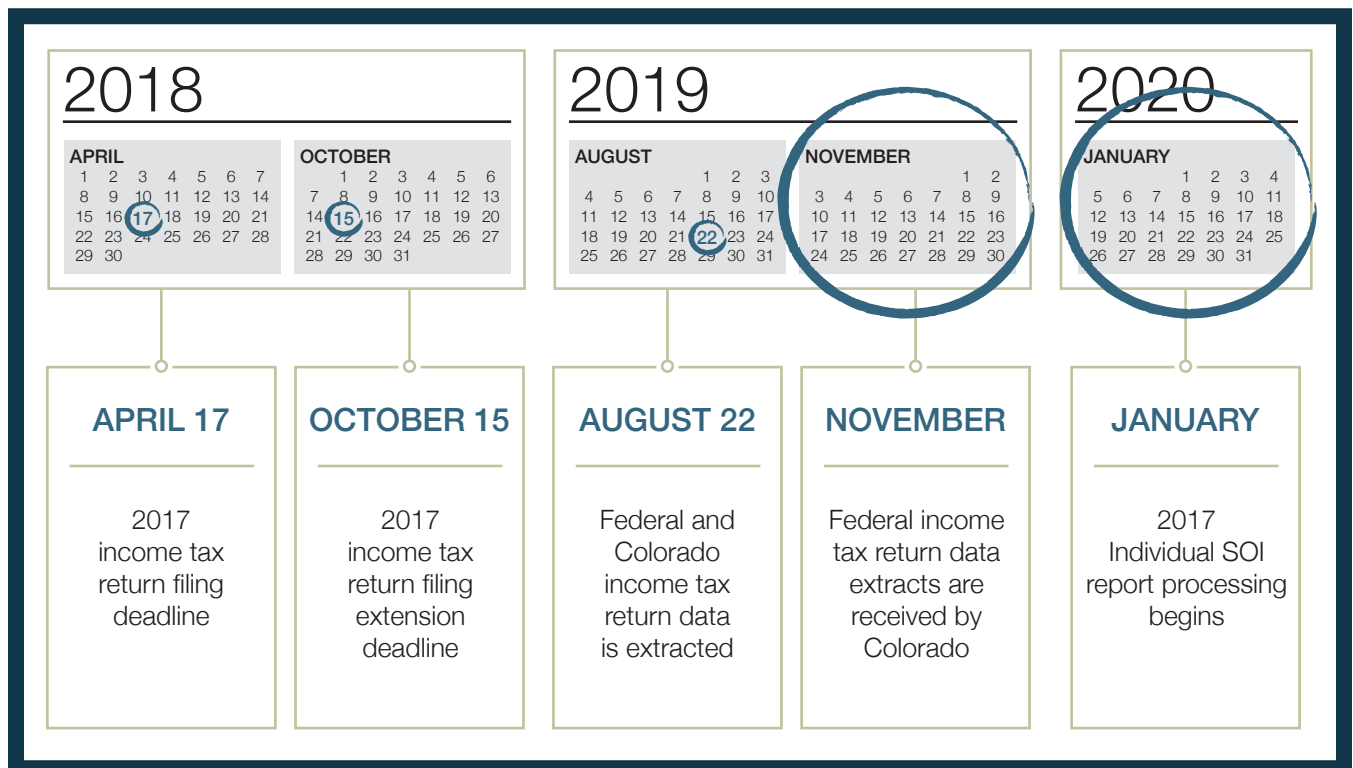 2018
APRIL
1 2 3 4 5 6 7
8 9 10 11 12 13 14
15 16 17 18 19 20 21
22 23 24 25 26 27 28
29 30
OCTOBER
1 2 3 4 5 6
7 8 9 10 11 12 13
14 15 16 17 18 19 20
21 22 23 24 25 26 27
28 29 30 31
2019
AUGUST
1 2 3
4 5 6 7 8 9 10
11 12 13 14 15 16 17
18 19 20 21 22 23 24
25 26 27 28 29 30 31
NOVEMBER
1 2
3 4 5 6 7 8 9
10 11 12 13 14 15 16
17 18 19 20 21 22 23
24 25 26 27 28 29 30
2020
JANUARY
1 2 3 4
5 6 7 8 9 10 11
12 13 14 15 16 17 18
19 20 21 22 23 24 25
26 27 28 29 30 31
APRIL 17
2017
income tax
return filing
deadline
OCTOBER 15
2017
income tax
return filing
extension
deadline
AUGUST 22
Federal and
Colorado
income tax
return data
is extracted
NOVEMBER
Federal income
tax return data
extracts are
received by
Colorado
JANUARY
2017
Individual SOI
report processing
begins